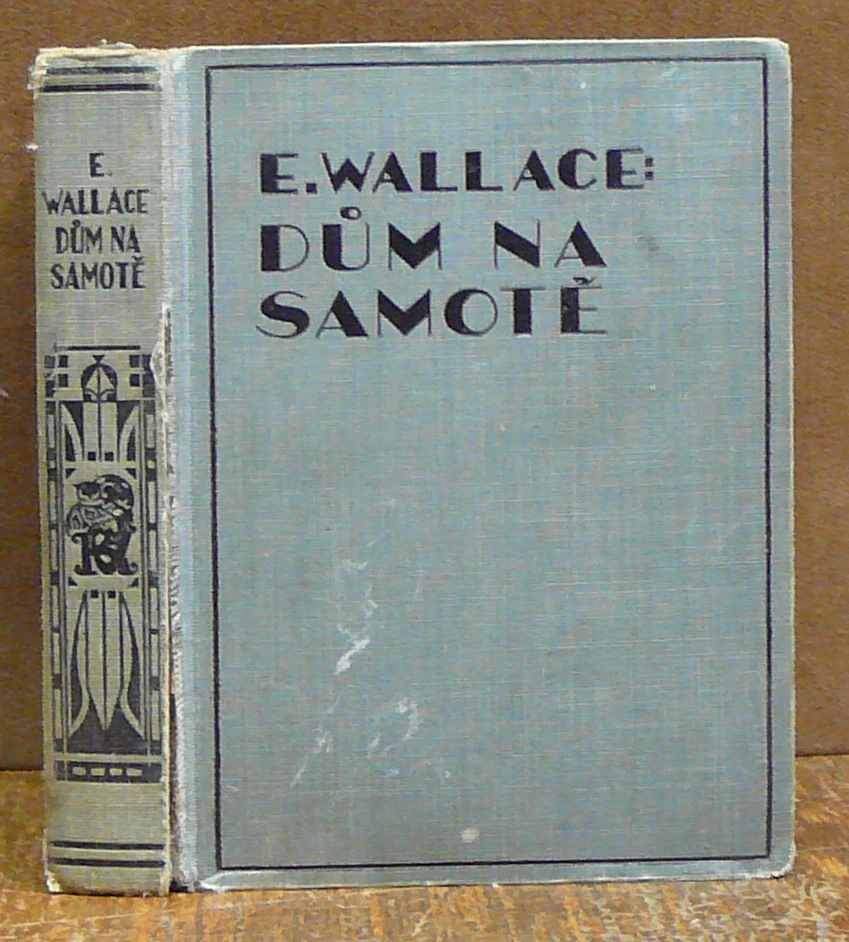 E.
WALLACE
DŮM NA
SAMOTĚ
E. WALLACE:
DŮM NA
SAMOTĚ